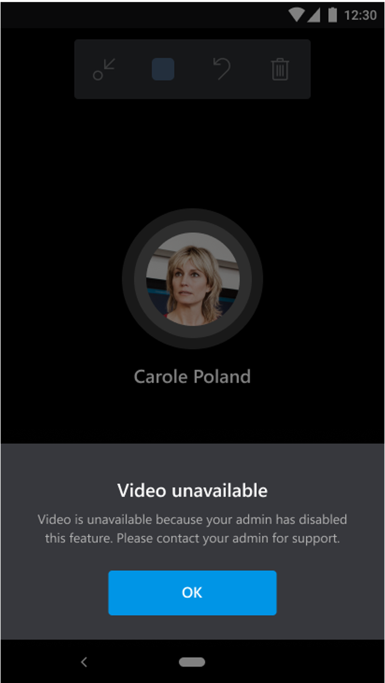 12:30
Carole Poland
Video unavailable
Video is unavailable because your admin has disabled
this feature. Please contact your admin for support.
OK